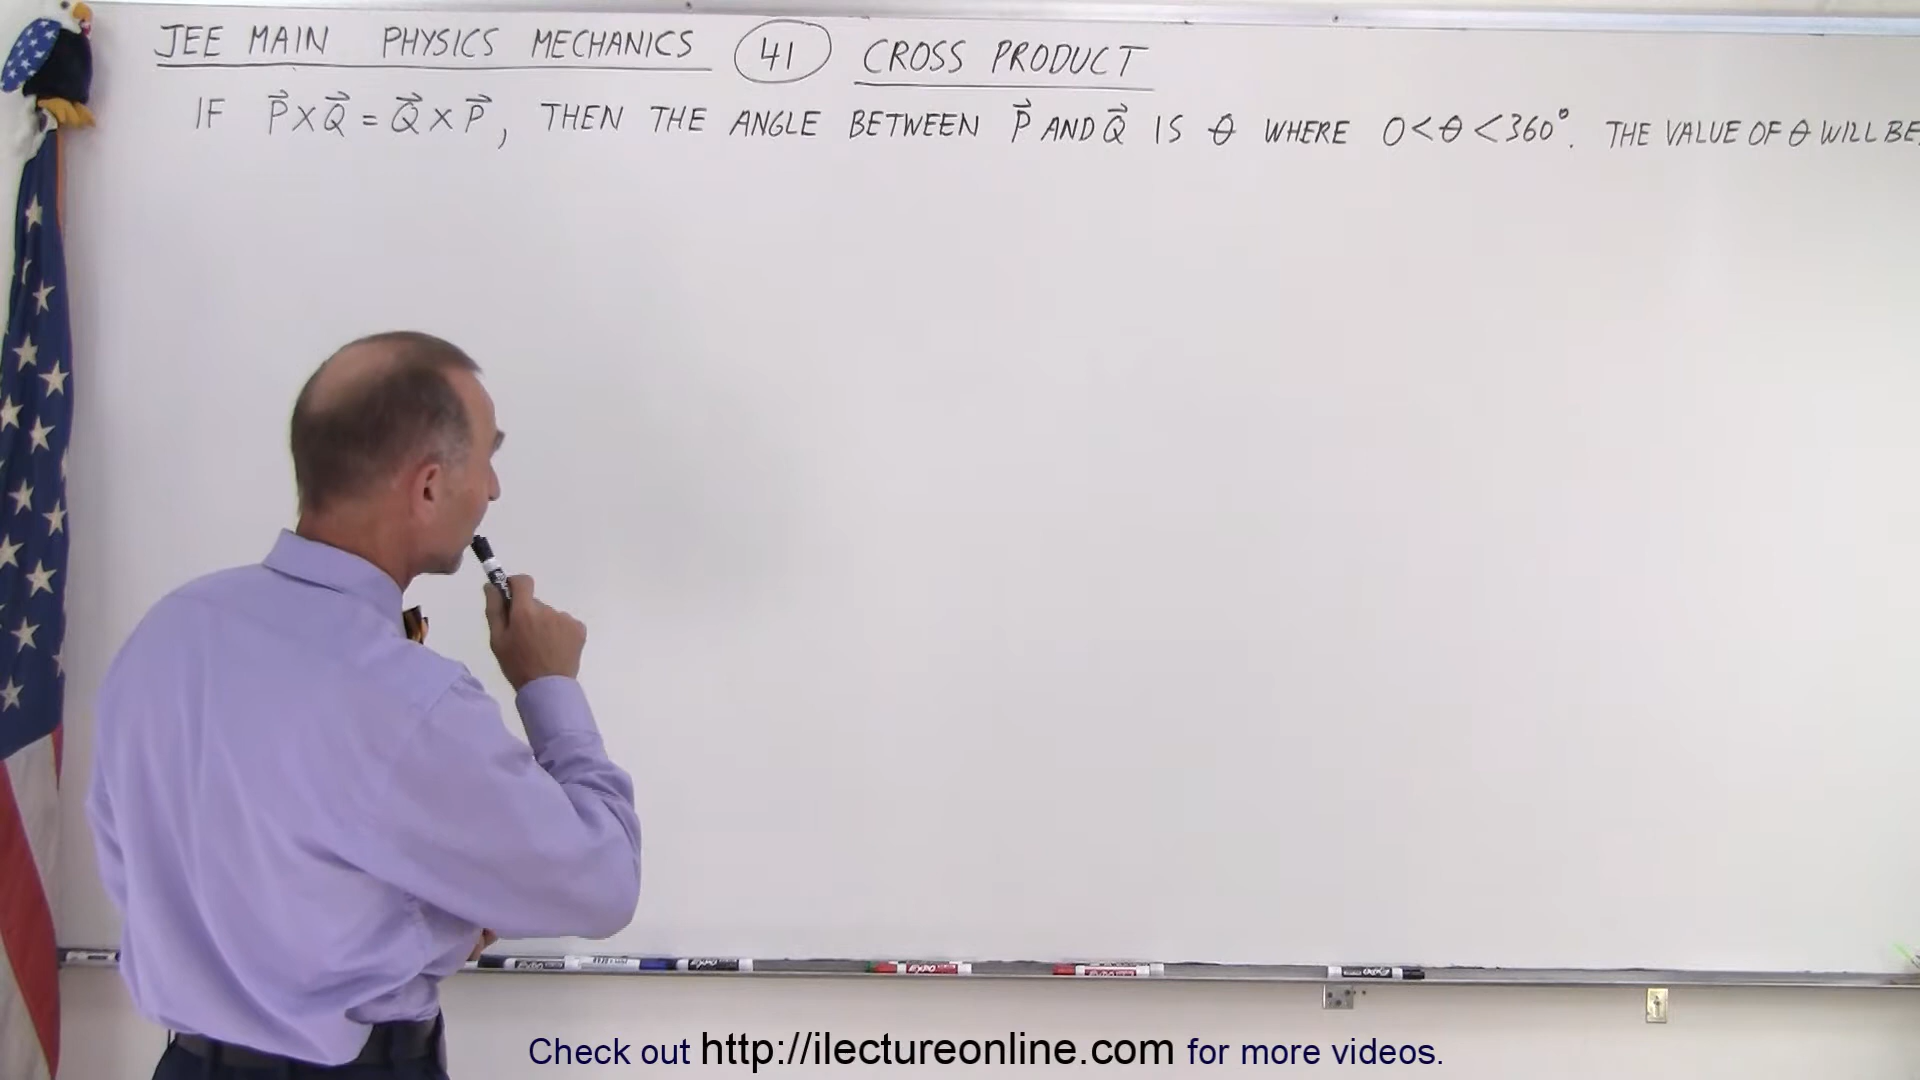 JEE MAIN PHYSICS MECHANICS 41 CROSS PRODUCT
IF P⃗ X Q⃗ = Q⃗ X P⃗, THEN THE ANGLE BETWEEN P⃗ AND Q⃗ IS θ WHERE 0 < θ < 360°. THE VALUE OF θ WILL BE
Check out http://ilectureonline.com for more videos.